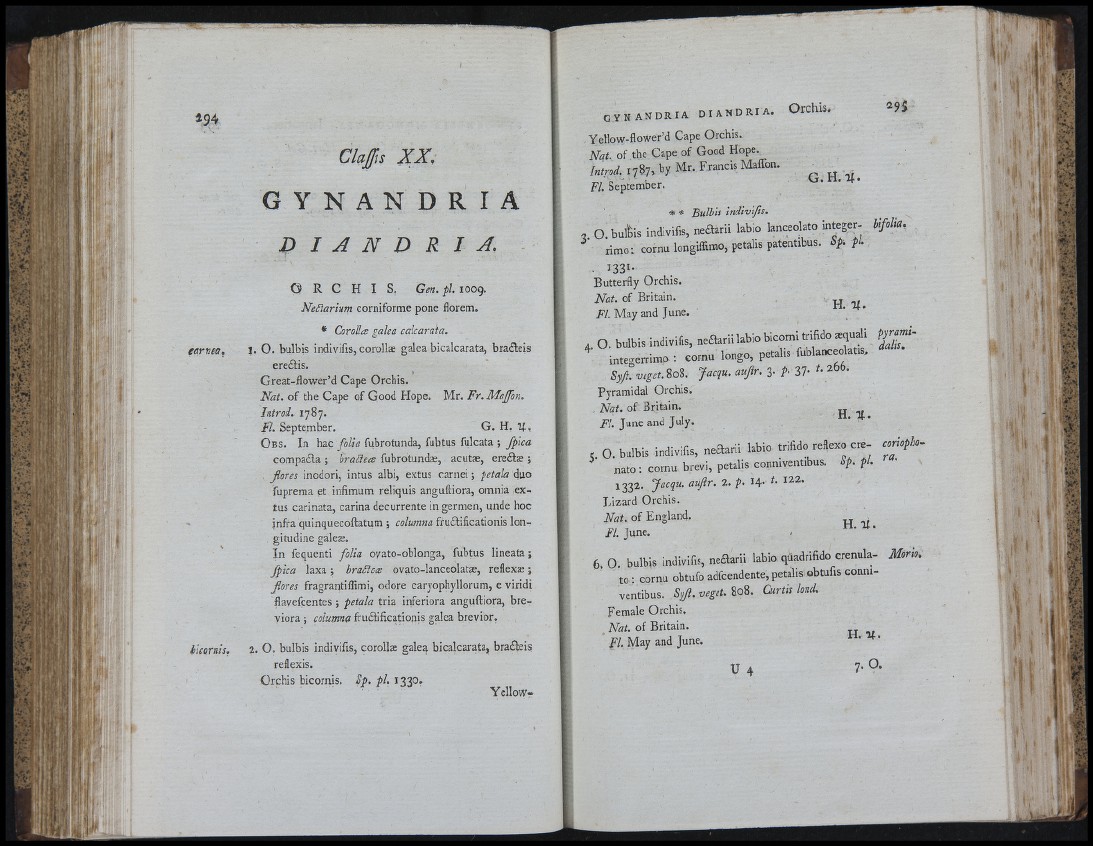 294
Claſſis XX.
GYNANDRIA
DIANDRIA.
ORCHIS. Gen. pl. 1009.
Nectarium corniforme pone florem.
* Corollæ galea calcarata.
carnea. 1. O. bulbis indiviſis, corollæ galea bicalcarata, bracteis
erectis.
Great-flower'd Cape Orchis.
Nat. of the Cape of Good Hope. Mr. Fr. Maſſon.
Introd. 1787.
Fl. September. G. H. ♃.
OBS. In hac folia ſubrotunda, ſubtus ſulcata ; ſpica
compacta ; bracteæ ſubrotundæ, acutæ, erectæ ;
flores inodori, intus albi, extus carnei ; petala duo
ſuprema et infimum reliquis anguſtiora, omnia ex-
tus carinata, carina decurrente in germen, unde hoc
infra quinquecoſtatum ; columna fructificationis lon-
gitudine galeæ.
In ſequenti folia ovato-oblonga, ſubtus lineata ;
ſpica laxa ; bracteæ ovato-lanceolatæ, reflexæ ;
flores fragrantiſſimi, odore caryophyllorum, e viridi
flaveſcentes ; petala tria inferiora anguſtiora, bre-
viora ; columna fructificationis galea brevior.
bicornis. 2. O. bulbis indiviſis, corollæ galea bicalcarata, bracteis
reflexis.
Orchis bicornis. Sp. pl. 1330.
Yellow-
GYNANDRIA DIANDRIA. Orchis. 295
Yellow-flower'd Cape Orchis.
Nat. of the Cape of Good Hope.
Introd. 1787, by Mr. Francis Maſſon.
Fl. September. G. H. ♃.
** Bulbis indiviſis.
3. O. bulbis indiviſis, nectarii labio lanceolato integer- bifolia.
rimo: cornu longiſſimo, petalis patentibus. Sp. pl.
1331.
Butterfly Orchis.
Nat. of Britain.
Fl. May and June. H. ♃.
4. O. bulbis indiviſis, nectarii labio bicorni trifido æquali pyrami-
integerrimo : cornu longo, petalis ſublanceolatis. dalis.
Syſt. veget. 808. Jacqu. auſtr. 3. p. 37. t. 266.
Pyramidal Orchis.
Nat. of Britain.
Fl. June and July. H. ♃.
5. O. bulbis indiviſis, nectarii labio trifido reflexo cre- coriopho-
nato : cornu brevi, petalis conniventibus. Sp. pl. ra.
1332. Jacqu. auſtr. 2. p. 14. t. 122.
Lizard Orchis.
Nat. of England.
Fl. June. H. ♃.
6. O. bulbis indiviſis, nectarii labio quadrifido crenula- Morio.
to : cornu obtuſo adſcendente, petalis obtuſis conni-
ventibus. Syſt. veget. 808. Curtis lond.
Female Orchis.
Nat. of Britain.
Fl. May and June. H. ♃.
U 4 7. O.